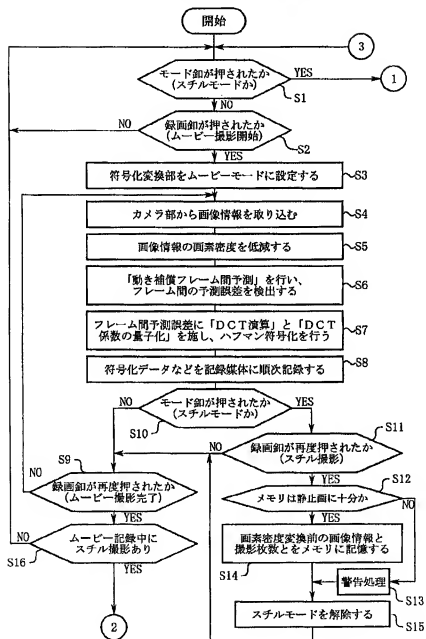 開始
3
モード釦が押されたか
(スチルモードか)
YES
1
S1
NO
NO
録画釦が押されたか
(ムービー撮影開始)
S2
YES
符号化変換部をムービーモードに設定する
S3
カメラ部から画像情報を取り込む
S4
画像情報の画素密度を低減する
S5
「動き補償フレーム間予測」を行い、
フレーム間の予測誤差を検出する
S6
フレーム間予測誤差に「DCT演算」と「DCT
係数の量子化」を施し、ハフマン符号化を行う
S7
S8
符号化データなどを記録媒体に順次記録する
NO
モード釦が押されたか
(スチルモードか)
YES
S10
S11
S9
NO
録画釦が再度押されたか
(スチル撮影)
NO
録画釦が再度押されたか
(ムービー撮影完了)
YES
S12
メモリは静止画に十分か
YES
NO
NO
ムービー記録中に
スチル撮影あり
S16
YES
YES
画素密度変換前の画像情報と
撮影枚数とをメモリに記憶する
S14
警告処理
S13
スチルモードを解除する
S15
2